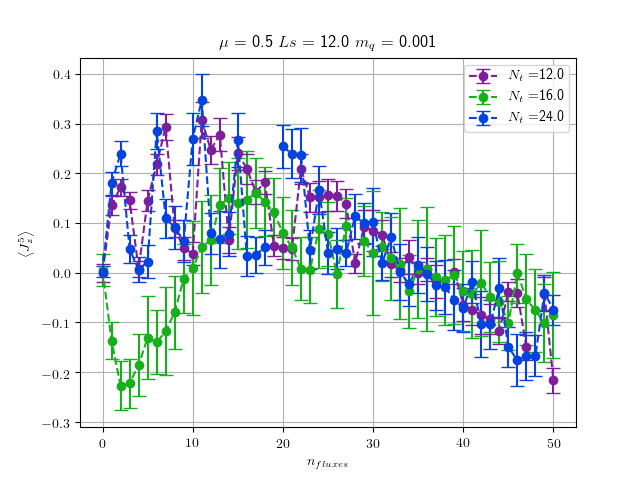 μ = 0.5 Ls = 12.0 m_q = 0.001
N_t =12.0
N_t =16.0
N_t =24.0
⟨J_z^5⟩
0.4
0.3
0.2
0.1
0.0
−0.1
−0.2
−0.3
0 10 20 30 40 50
n_{fluxes}